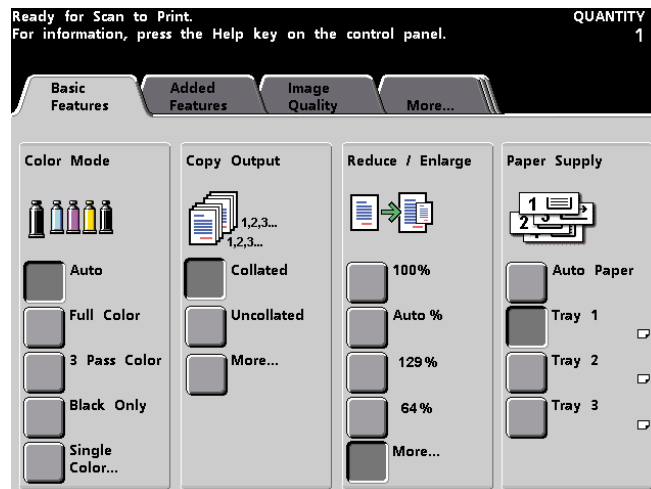 Ready for Scan to Print.
For information, press the Help key on the control panel.
QUANTITY
1
Basic
Features
Added
Features
Image
Quality
More...
Color Mode
Auto
Full Color
3 Pass Color
Black Only
Single
Color...
Copy Output
1,2,3...
1,2,3...
Collated
Uncollated
More...
Reduce / Enlarge
100%
Auto %
129%
64%
More...
Paper Supply
1
2
3
Auto Paper
Tray 1
Tray 2
Tray 3